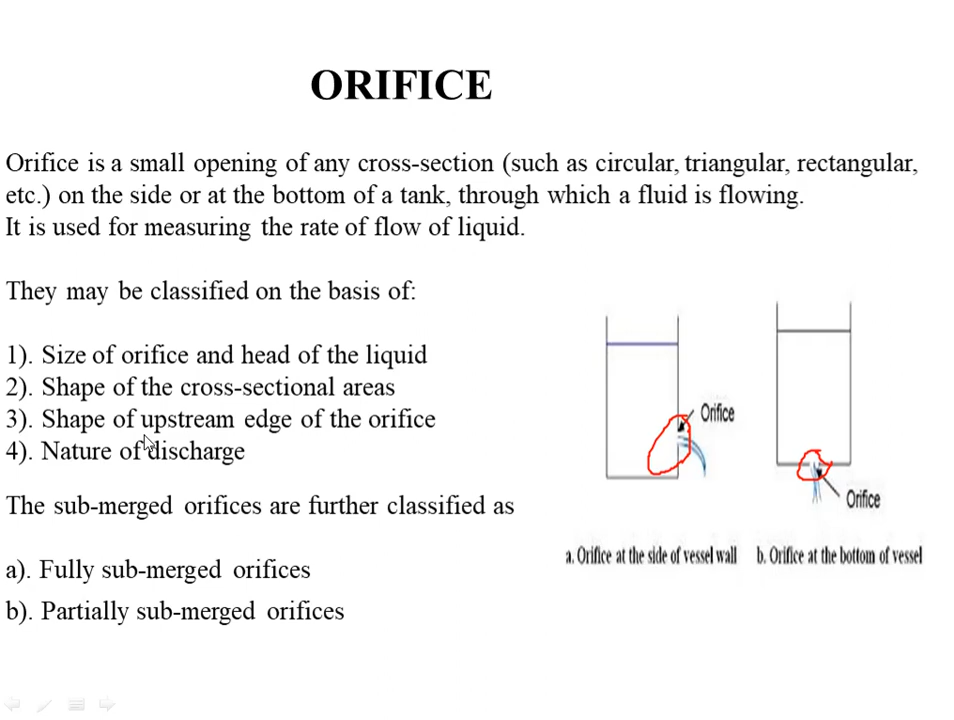 ORIFICE
Orifice is a small opening of any cross-section (such as circular, triangular, rectangular,
etc.) on the side or at the bottom of a tank, through which a fluid is flowing.
It is used for measuring the rate of flow of liquid.
They may be classified on the basis of:
1). Size of orifice and head of the liquid
2). Shape of the cross-sectional areas
3). Shape of upstream edge of the orifice
4). Nature of discharge
The sub-merged orifices are further classified as
a). Fully sub-merged orifices
b). Partially sub-merged orifices
Orifice
Orifice
a. Orifice at the side of vessel wall
b. Orifice at the bottom of vessel